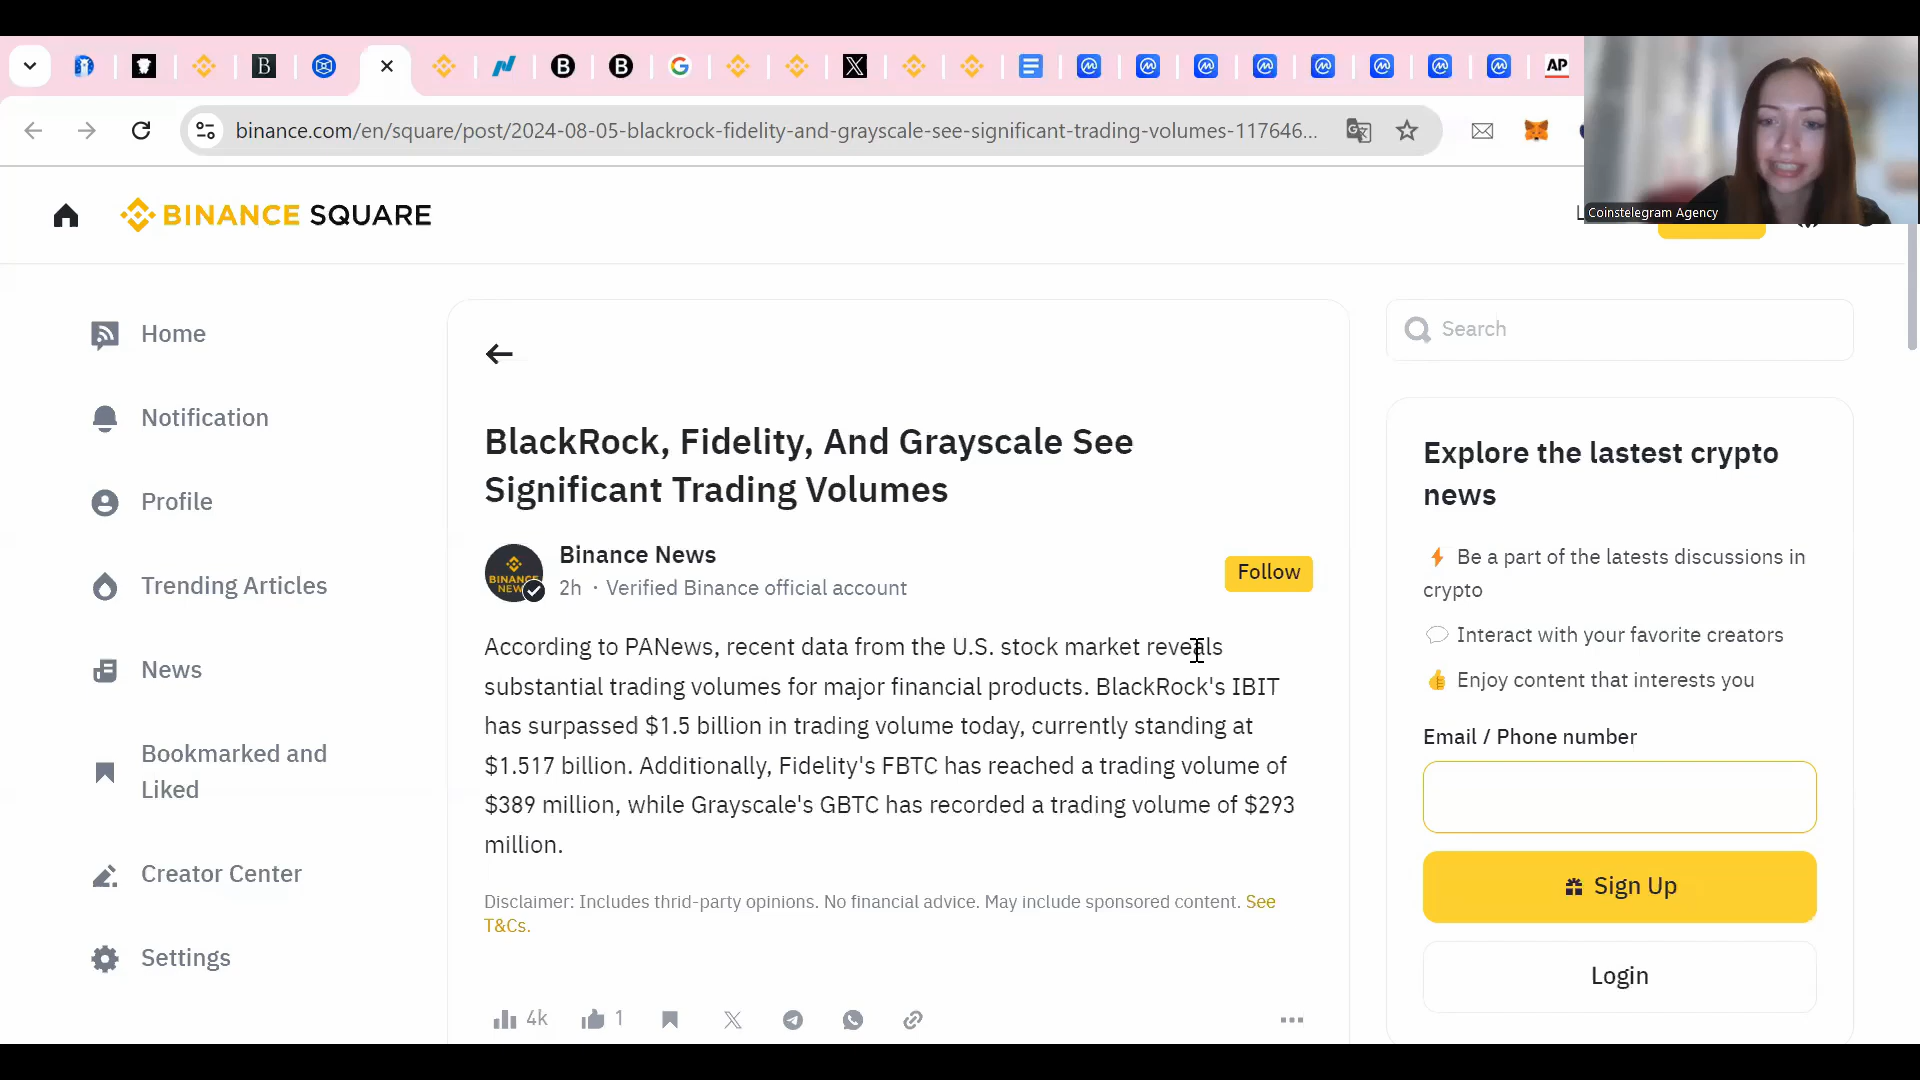 AP
binance.com/en/square/post/2024-08-05-blackrock-fidelity-and-grayscale-see-significant-trading-volumes-117646...
Coinstelegram Agency
BINANCE SQUARE
Home
Notification
Profile
Trending Articles
News
Bookmarked and
Liked
Creator Center
Settings
BlackRock, Fidelity, And Grayscale See
Significant Trading Volumes
BINANCE
NEWS
Binance News
2h · Verified Binance official account
Follow
According to PANews, recent data from the U.S. stock market reveals
substantial trading volumes for major financial products. BlackRock's IBIT
has surpassed $1.5 billion in trading volume today, currently standing at
$1.517 billion. Additionally, Fidelity's FBTC has reached a trading volume of
$389 million, while Grayscale's GBTC has recorded a trading volume of $293
million.
Disclaimer: Includes thrid-party opinions. No financial advice. May include sponsored content. See
T&Cs.
4k
1
Search
Explore the lastest crypto
news
Be a part of the latests discussions in
crypto
Interact with your favorite creators
Enjoy content that interests you
Email / Phone number
Sign Up
Login